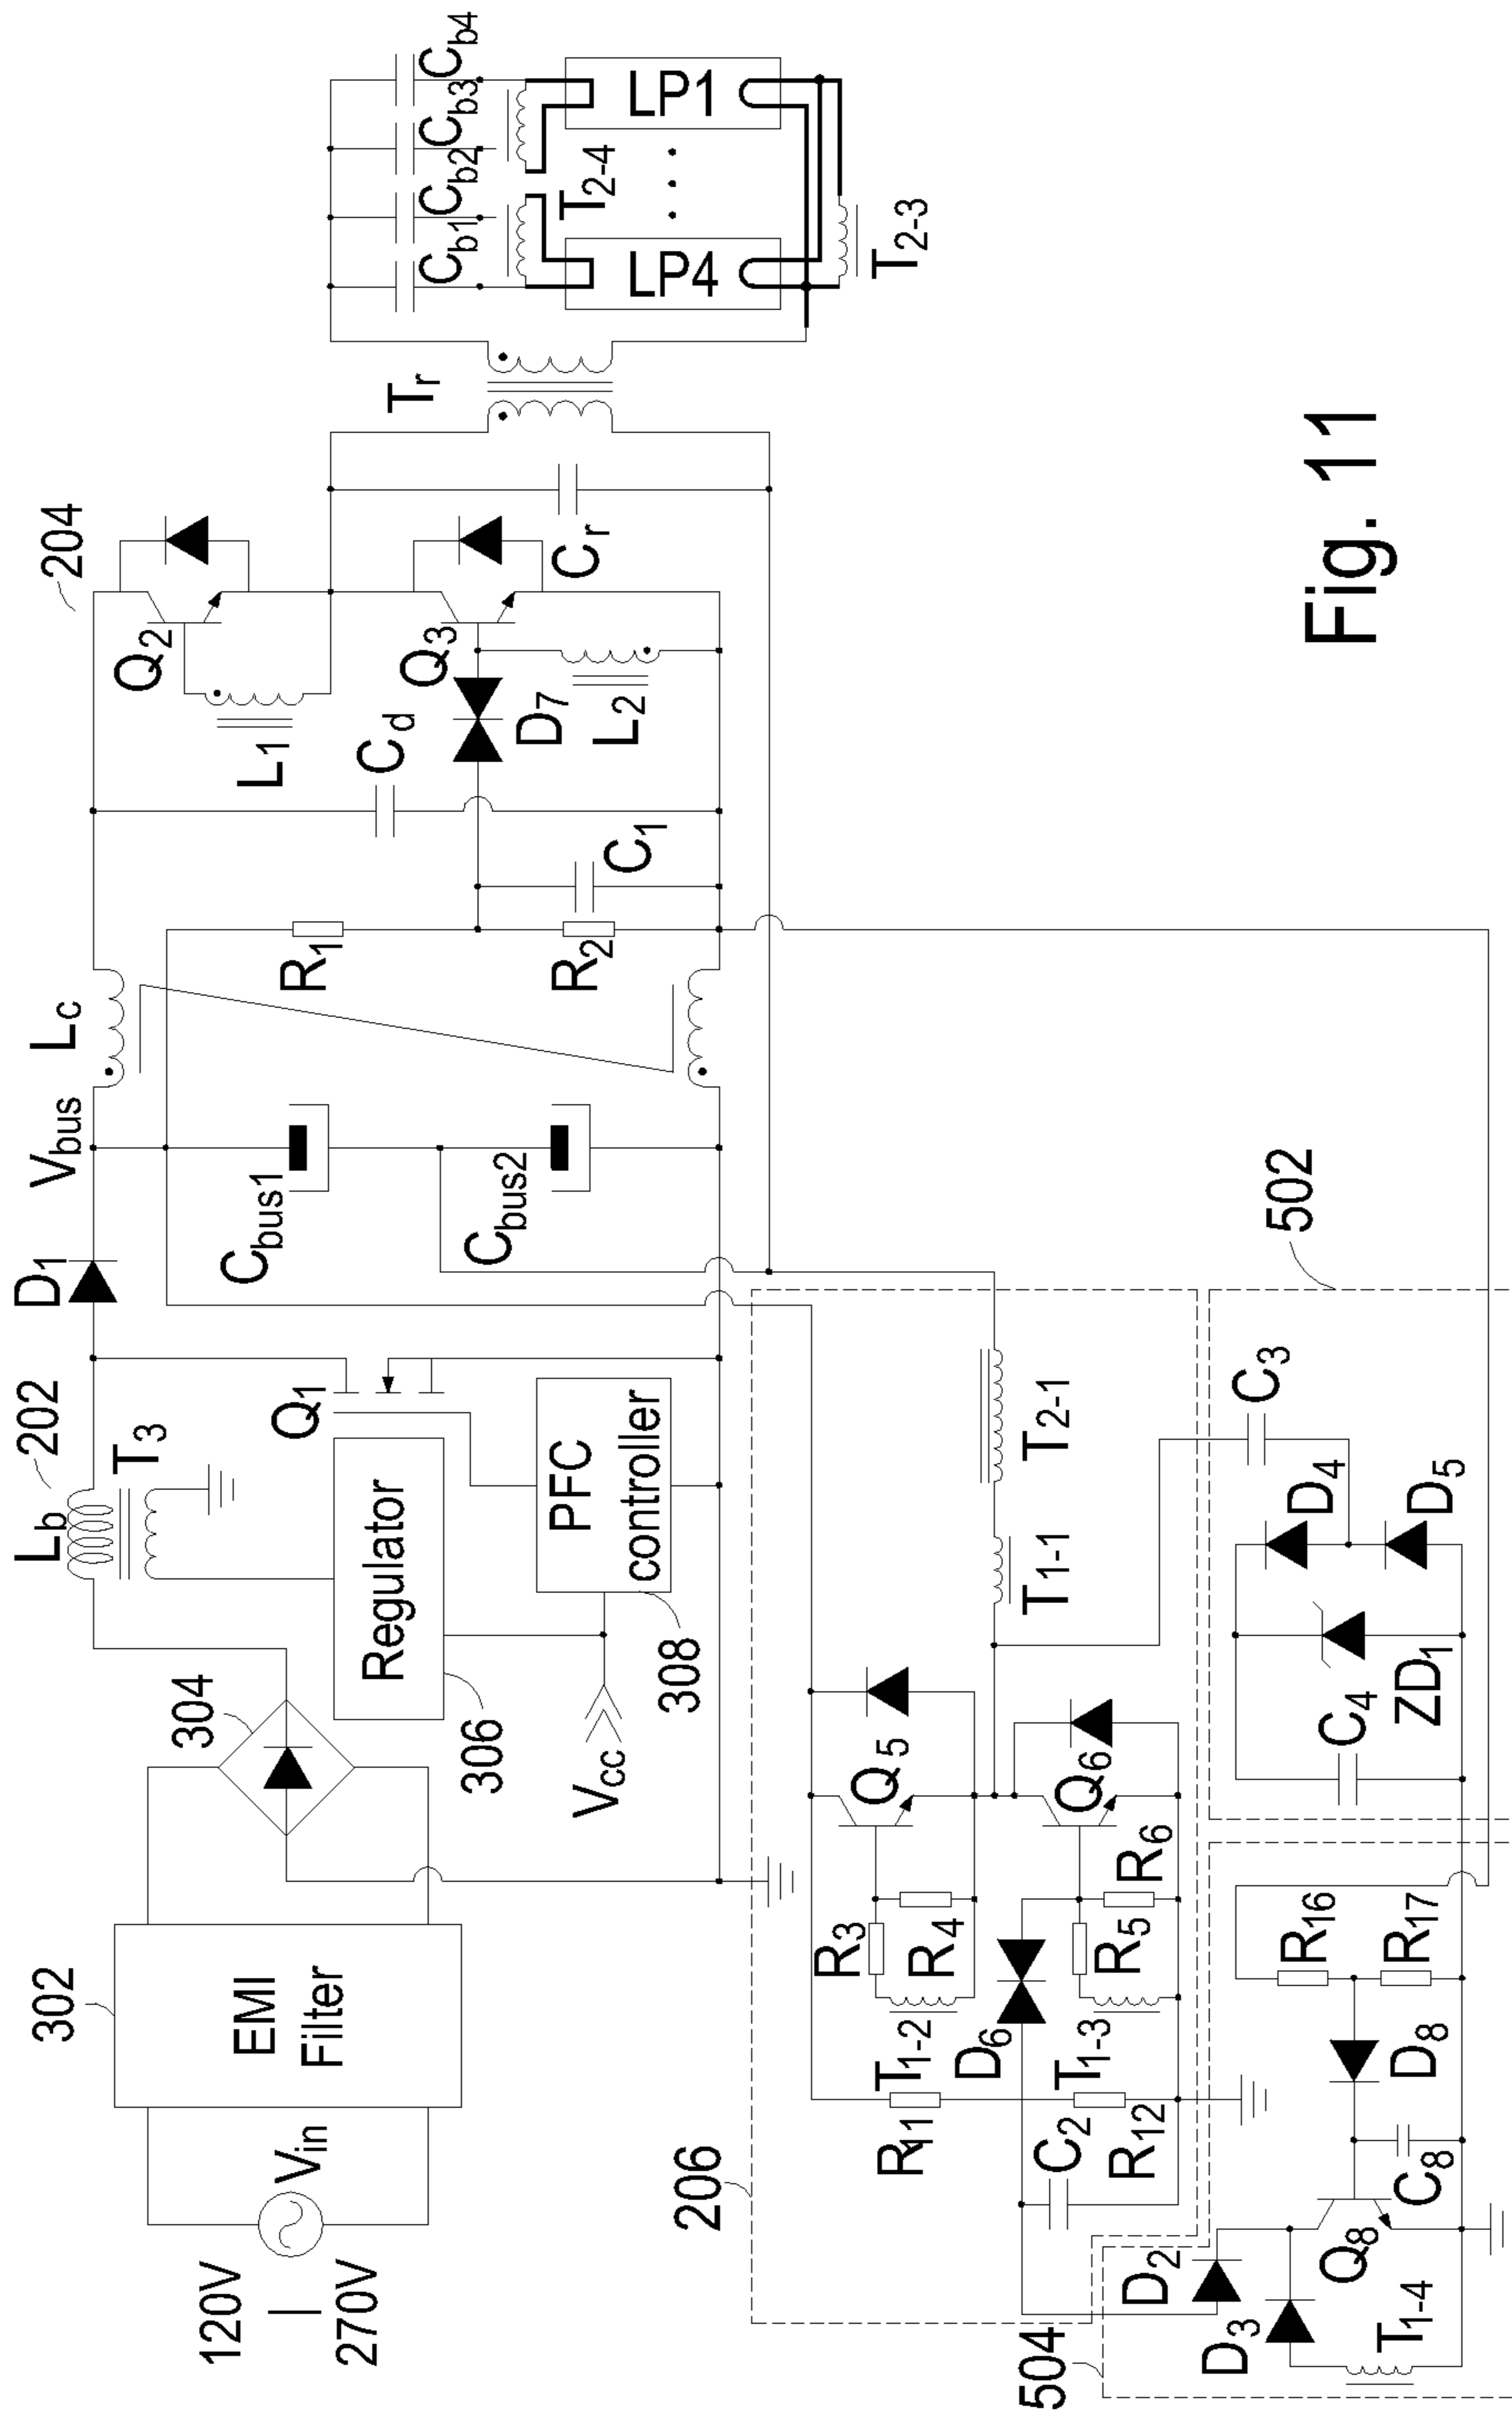 302
EMI
Filter
120V
270V
Vin
304
202
Lb
T3
D1
Vbus
Lc
204
Regulator
306
Q1
PFC
controller
308
Vcc
Cbus1
Cbus2
R1
R2
C1
Cd
L1
Q2
Q3
D7
L2
Cr
Tr
Cb1
Cb2
Cb3
Cb4
T2-4
LP4
LP1
T2-3
206
R11
R12
C2
T1-2
R3
R4
Q5
D6
T1-3
R5
R6
Q6
T1-1
T2-1
502
C3
D4
D5
ZD1
C4
504
D2
D3
T1-4
Q8
C8
D8
R16
R17
Fig. 11